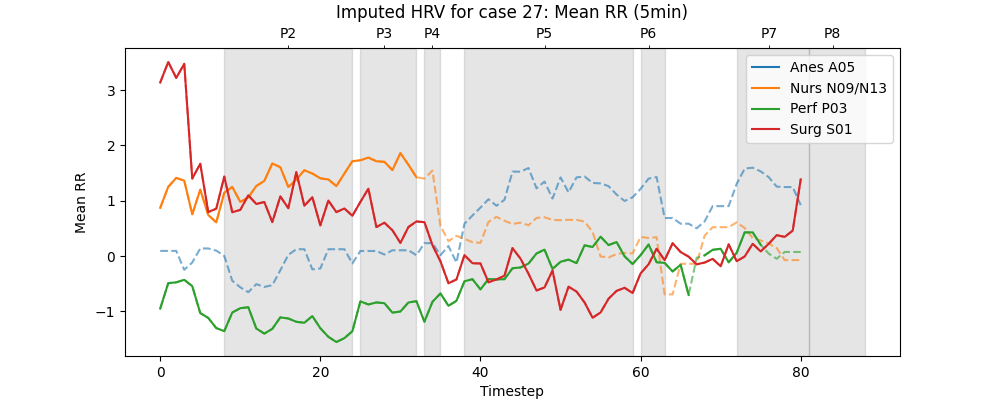 Imputed HRV for case 27: Mean RR (5min)
P2 P3 P4 P5 P6 P7 P8
Anes A05
Nurs N09/N13
Perf P03
Surg S01
Mean RR
3
2
1
0
−1
0 20 40 60 80
Timestep